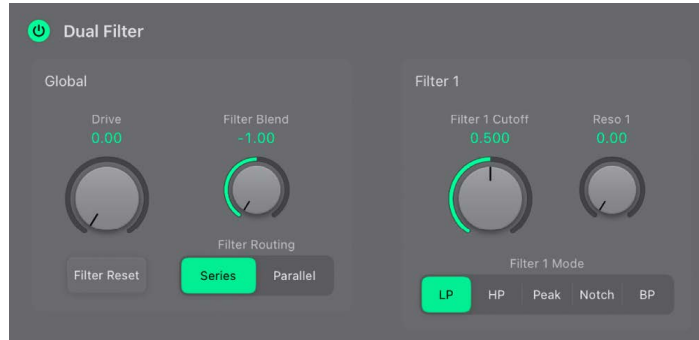 Dual Filter
Global
Drive
0.00
Filter Blend
-1.00
Filter Reset
Filter Routing
Series Parallel
Filter 1
Filter 1 Cutoff
0.500
Reso 1
0.00
Filter 1 Mode
LP HP Peak Notch BP